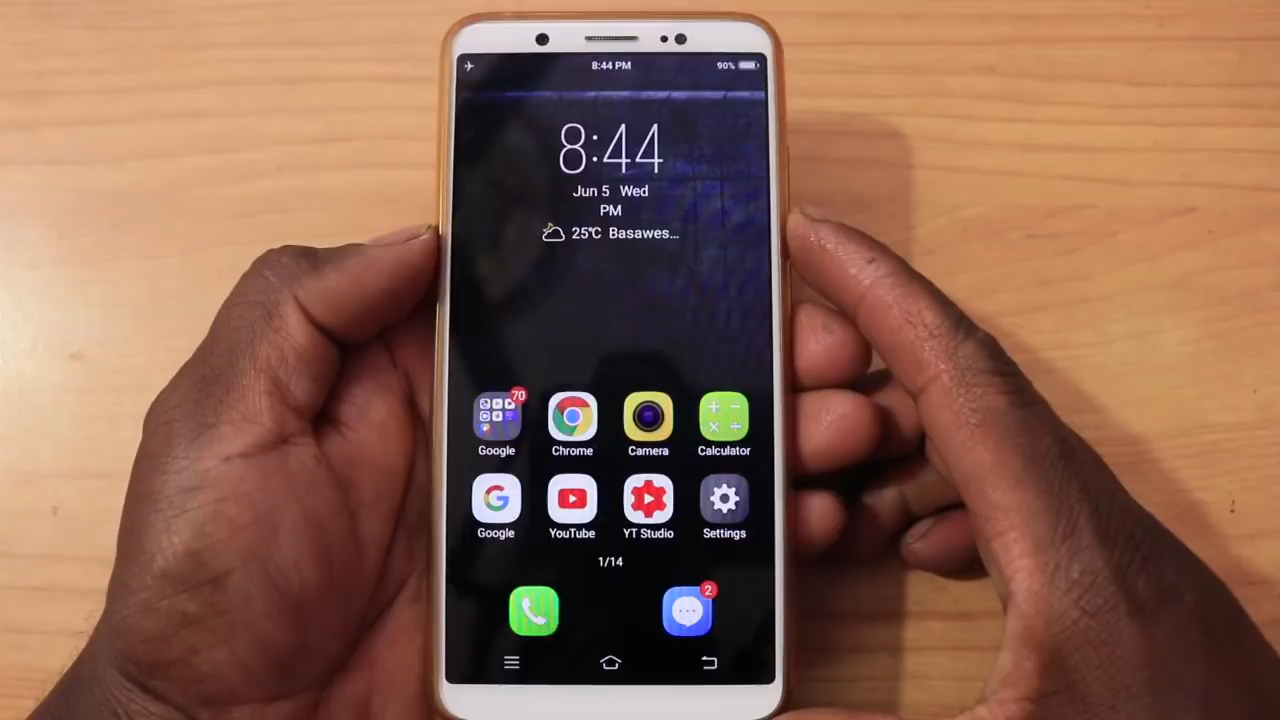 8:44 PM
90%
8:44
Jun 5 Wed
PM
25℃ Basawes...
70
Google Chrome Camera Calculator
Google YouTube YT Studio Settings
1/14
2